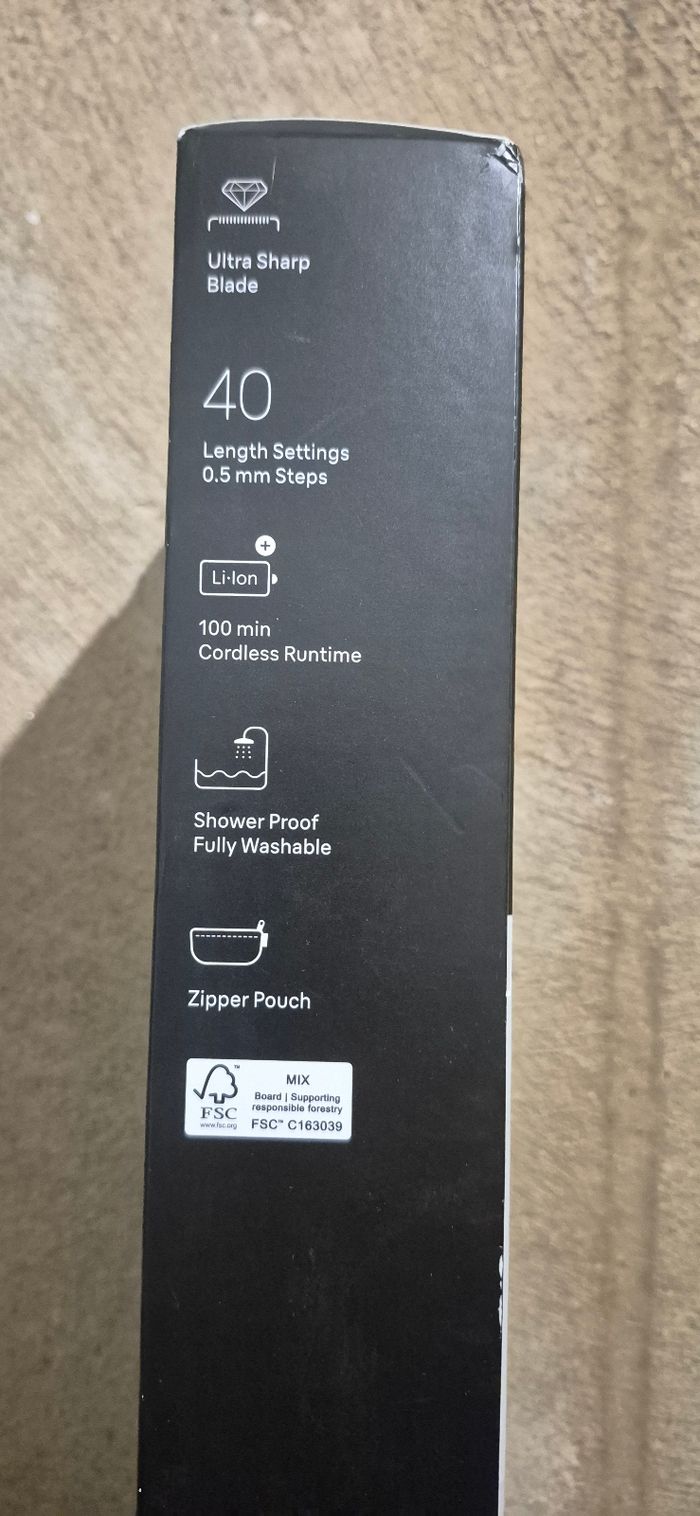 Ultra Sharp
Blade
40
Length Settings
0.5 mm Steps
+
Li·Ion
100 min
Cordless Runtime
Shower Proof
Fully Washable
Zipper Pouch
™
FSC
www.fsc.org
MIX
Board | Supporting
responsible forestry
FSC™ C163039